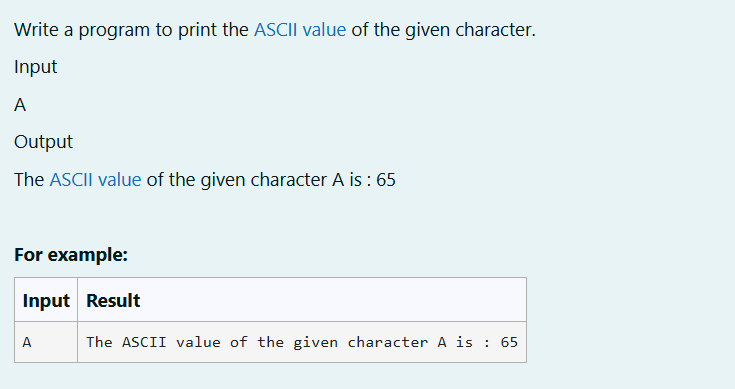 Write a program to print the ASCII value of the given character.
Input
A
Output
The ASCII value of the given character A is : 65
For example:
Input Result
A The ASCII value of the given character A is : 65